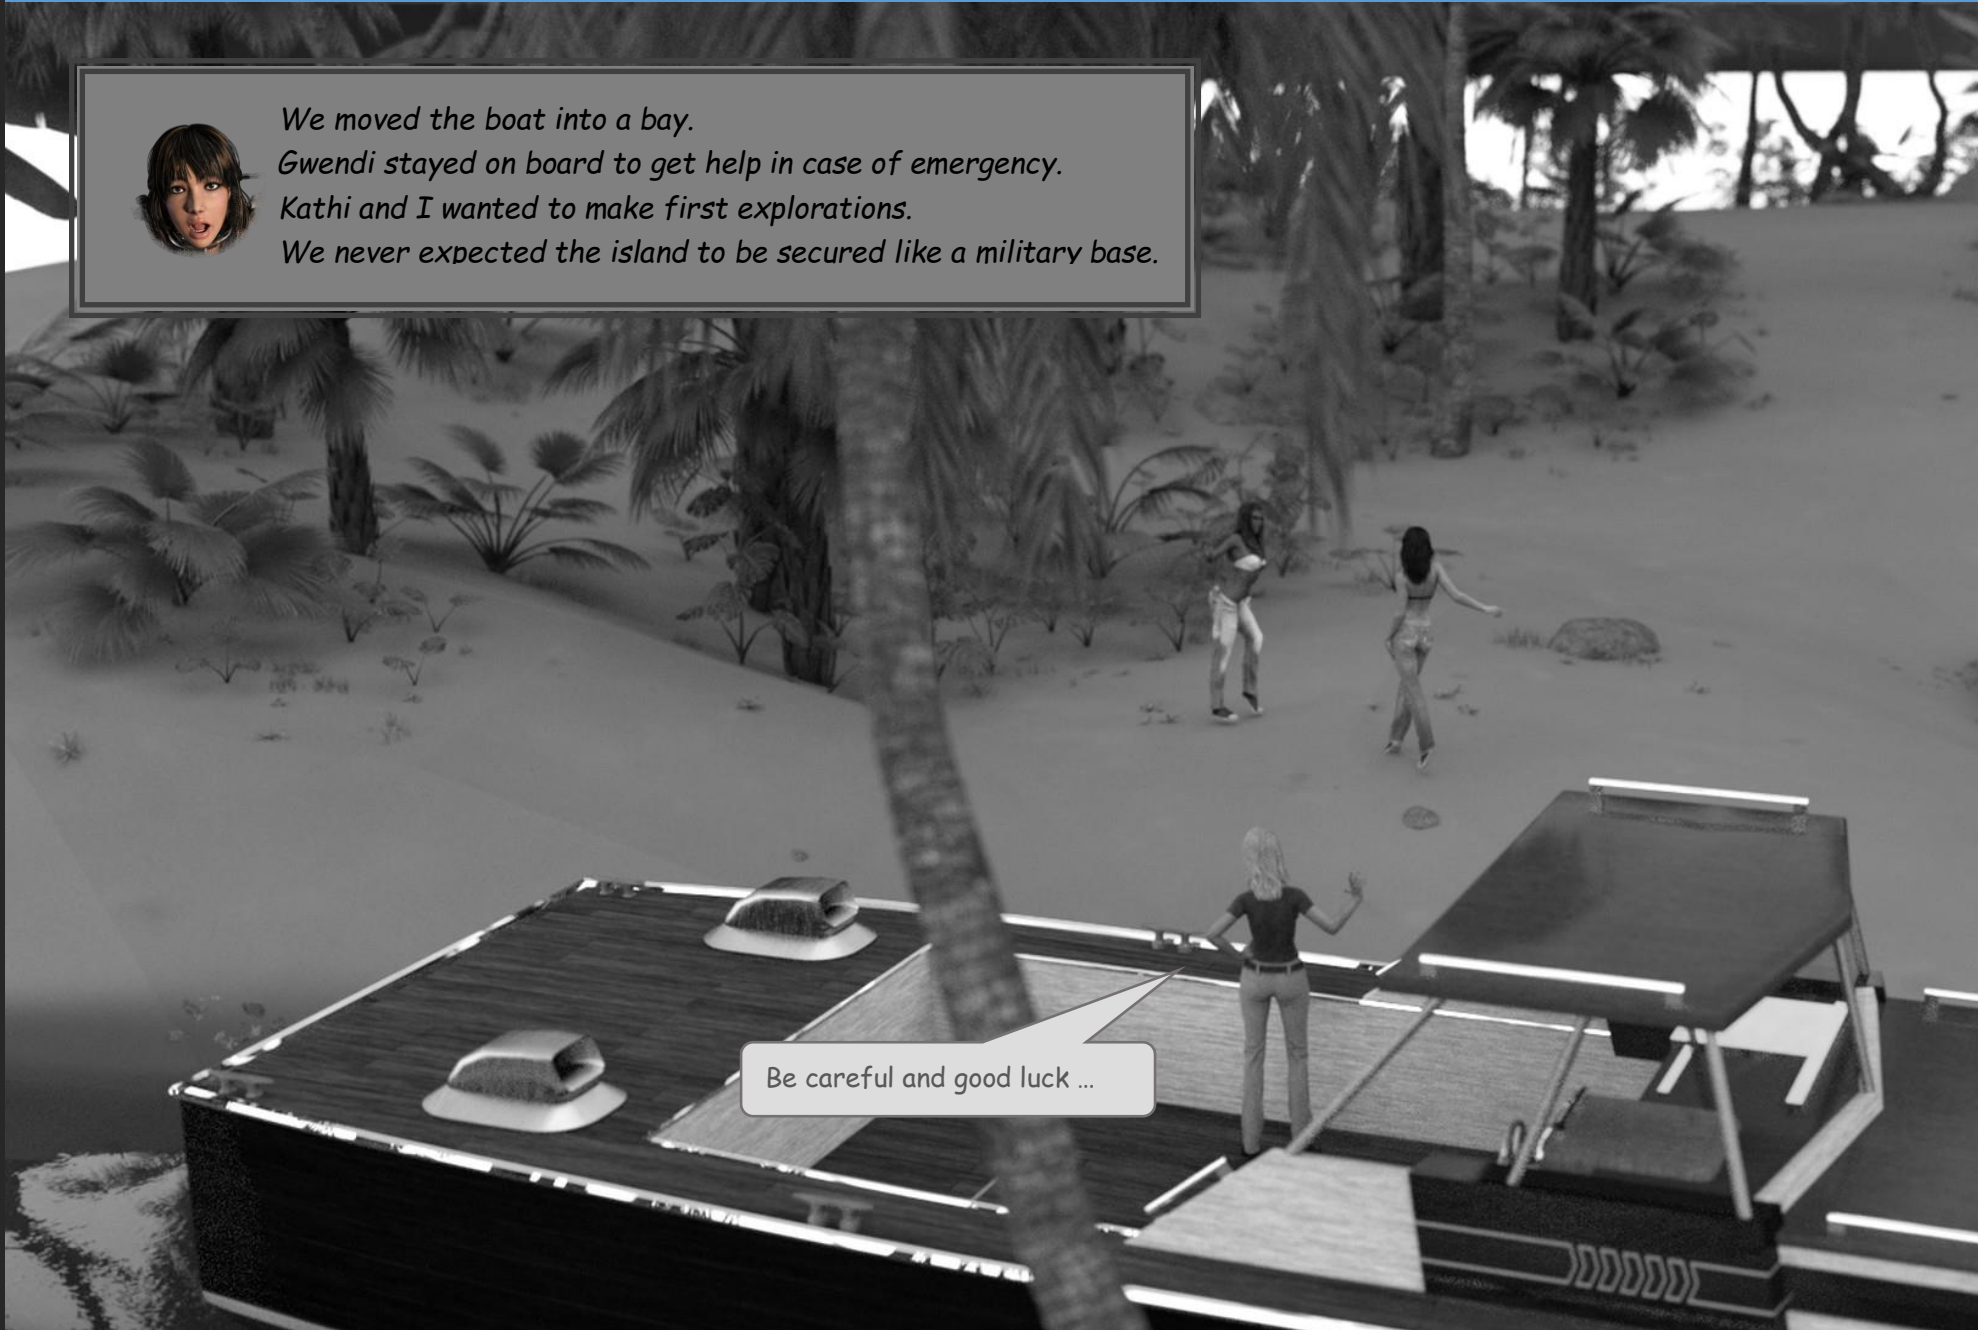 We moved the boat into a bay.
Gwendi stayed on board to get help in case of emergency.
Kathi and I wanted to make first explorations.
We never expected the island to be secured like a military base.
Be careful and good luck ...